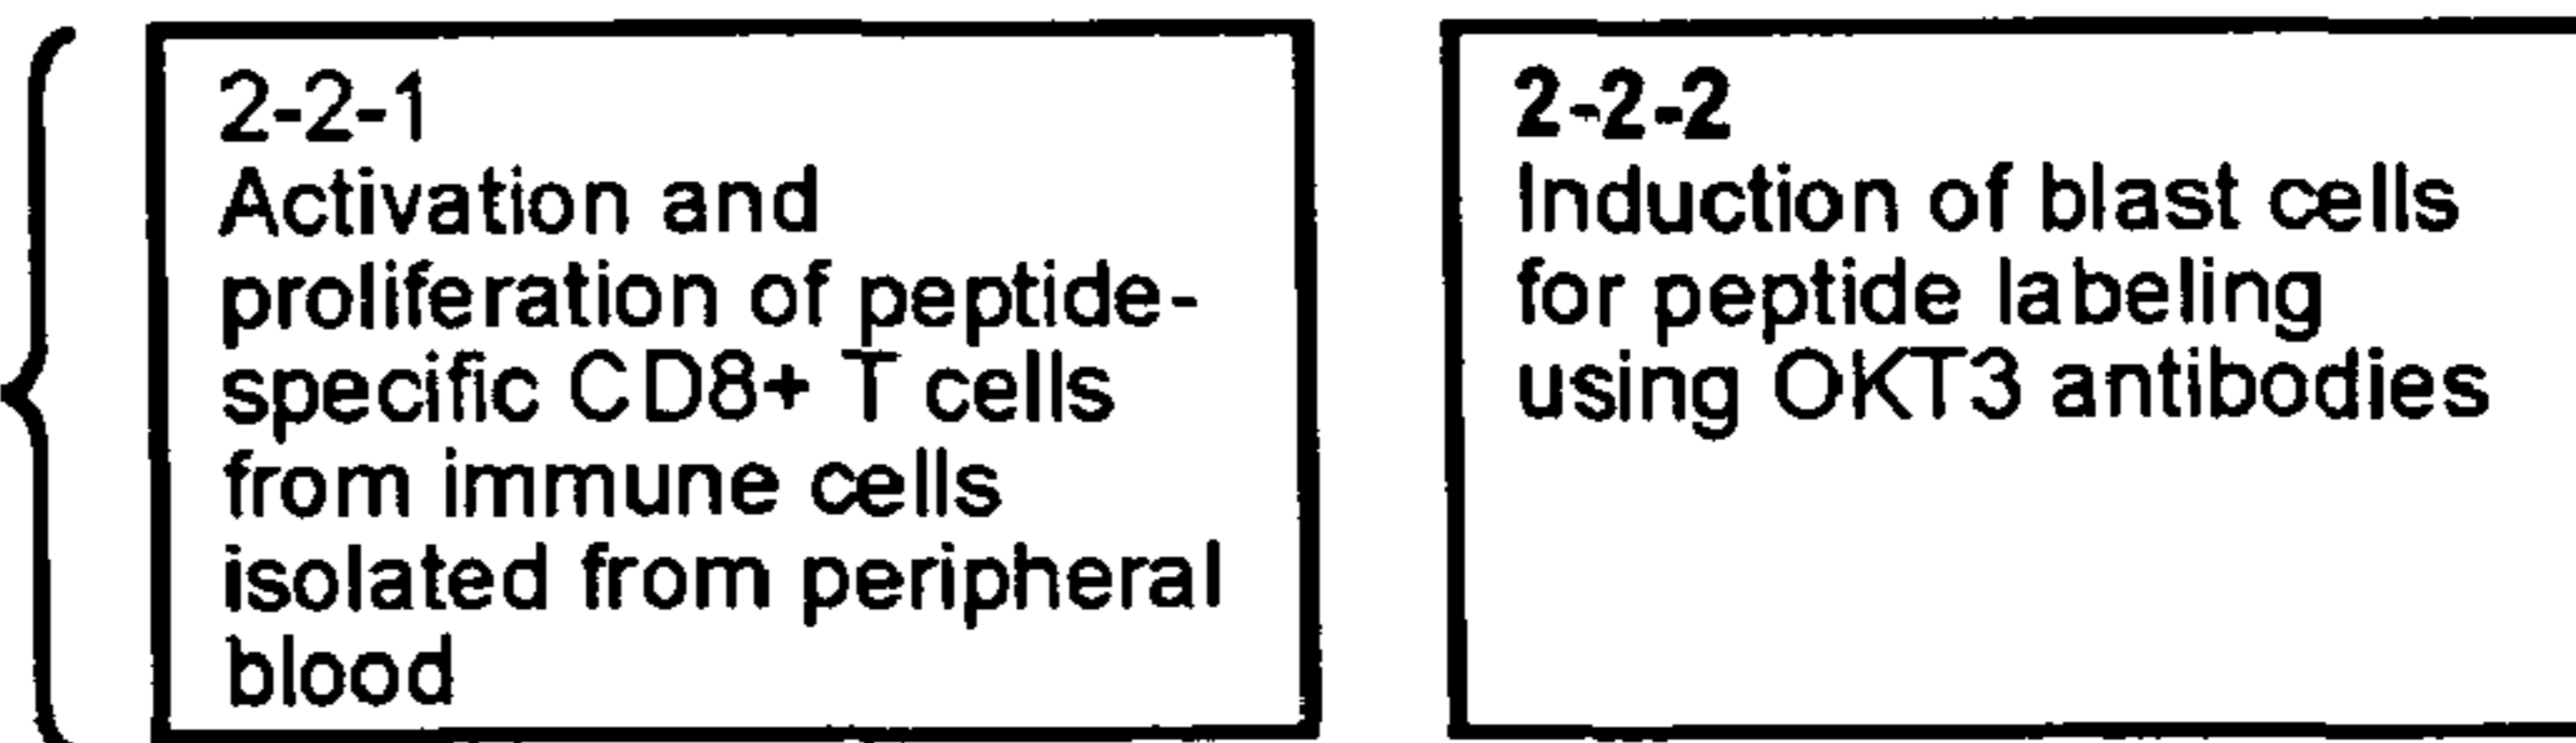 2-2-1
Activation and
proliferation of peptide-
specific CD8+ T cells
from immune cells
isolated from peripheral
blood
2-2-2
Induction of blast cells
for peptide labeling
using OKT3 antibodies